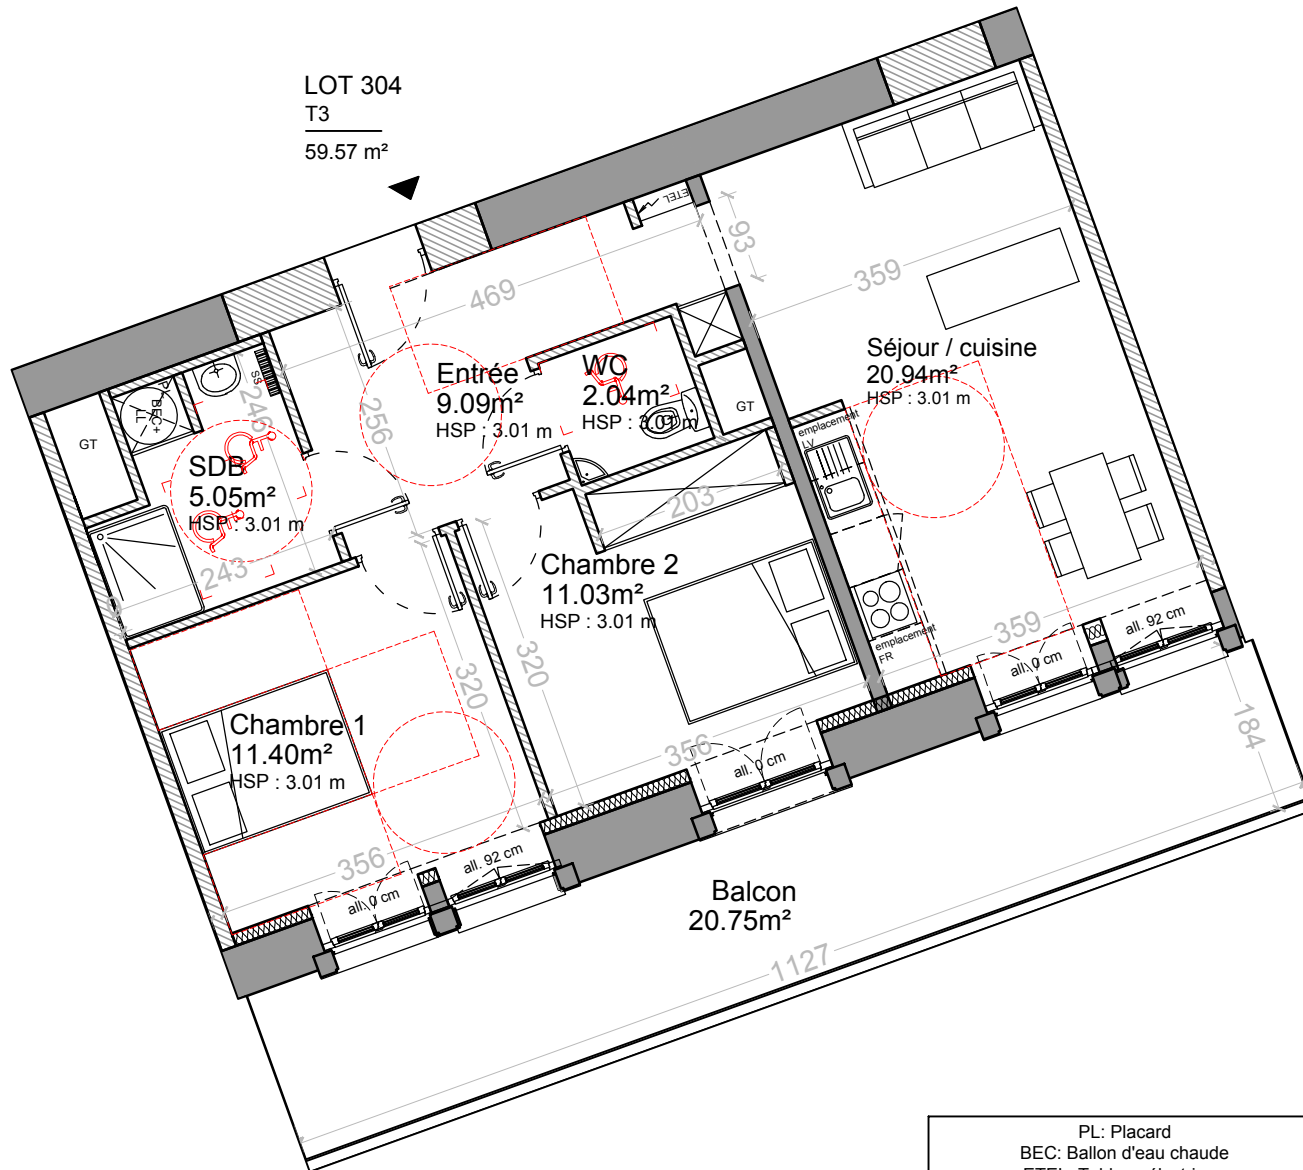 LOT 304
T3
59.57 m²
ETEL
93
469
359
Séjour / cuisine
20.94m²
HSP : 3.01 m
Entrée
9.09m²
HSP : 3.01 m
WC
2.04m²
HSP : 3.01 m
GT
SS
246
256
BEC+
LL
GT
SDB
5.05m²
HSP : 3.01 m
243
emplacement
LV
203
Chambre 2
11.03m²
HSP : 3.01 m
emplacement
FR
359
all. 0 cm
all. 92 cm
320
320
Chambre 1
11.40m²
HSP : 3.01 m
356
all. 0 cm
184
356
all. 0 cm
all. 92 cm
Balcon
20.75m²
1127
PL: Placard
BEC: Ballon d'eau chaude